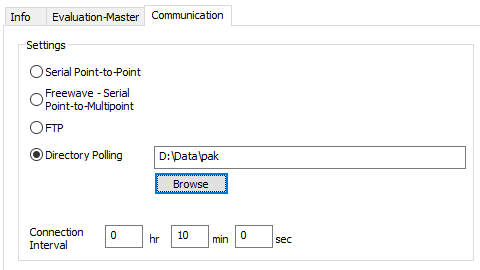 Info Evaluation-Master Communication
Settings
Serial Point-to-Point
Freewave - Serial
Point-to-Multipoint
FTP
Directory Polling D:\Data\pak
Browse
Connection
Interval 0 hr 10 min 0 sec